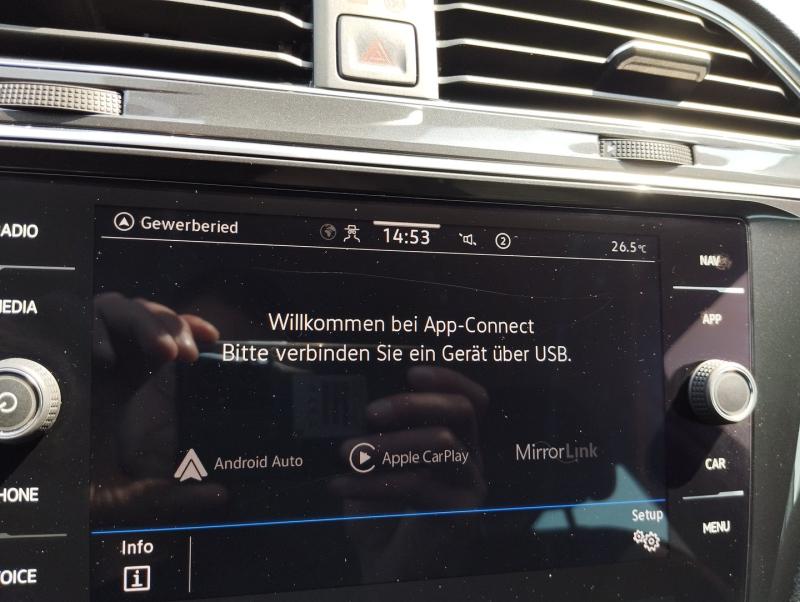 Gewerberied
14:53
2
26.5°C
ADIO
NAV
EDIA
APP
Willkommen bei App-Connect
Bitte verbinden Sie ein Gerät über USB.
Android Auto
Apple CarPlay
MirrorLink
CAR
HONE
Setup
MENU
Info
i
OICE